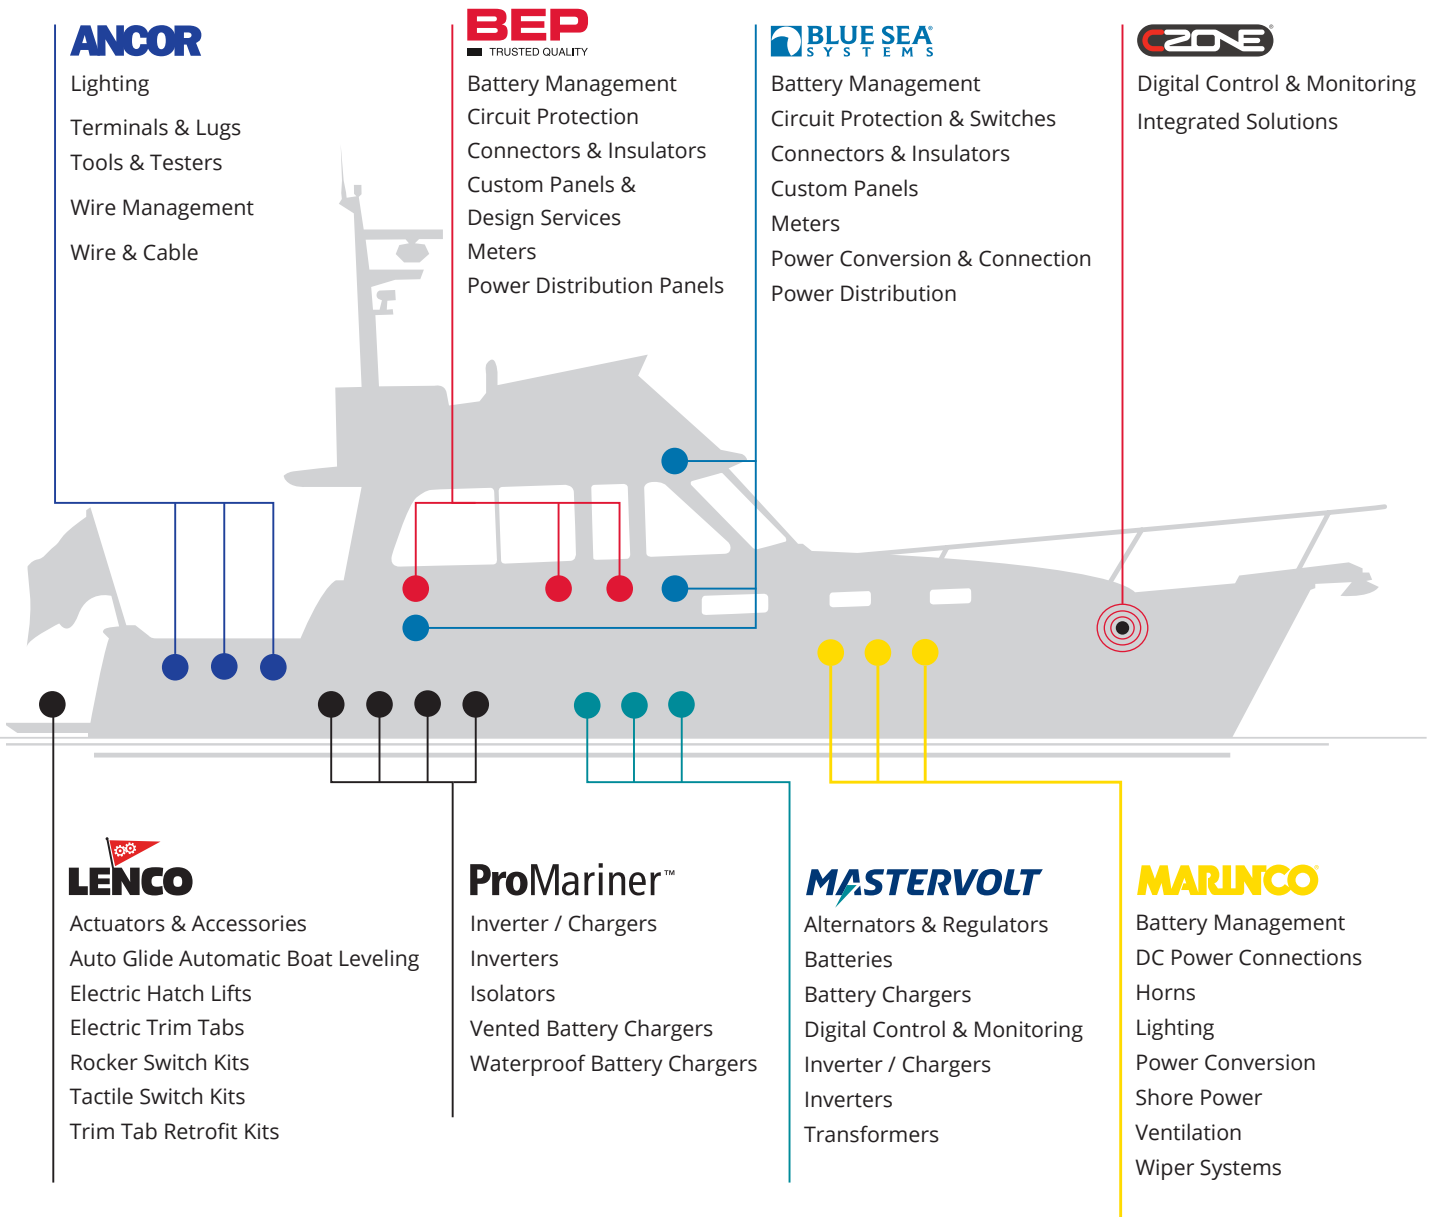 ANCOR
Lighting
Terminals & Lugs
Tools & Testers
Wire Management
Wire & Cable
BEP
TRUSTED QUALITY
Battery Management
Circuit Protection
Connectors & Insulators
Custom Panels &
Design Services
Meters
Power Distribution Panels
BLUE SEA
SYSTEMS
Battery Management
Circuit Protection & Switches
Connectors & Insulators
Custom Panels
Meters
Power Conversion & Connection
Power Distribution
CZONE®
Digital Control & Monitoring
Integrated Solutions
LENCO
Actuators & Accessories
Auto Glide Automatic Boat Leveling
Electric Hatch Lifts
Electric Trim Tabs
Rocker Switch Kits
Tactile Switch Kits
Trim Tab Retrofit Kits
ProMariner™
Inverter / Chargers
Inverters
Isolators
Vented Battery Chargers
Waterproof Battery Chargers
MASTERVOLT
Alternators & Regulators
Batteries
Battery Chargers
Digital Control & Monitoring
Inverter / Chargers
Inverters
Transformers
MARINCO
Battery Management
DC Power Connections
Horns
Lighting
Power Conversion
Shore Power
Ventilation
Wiper Systems